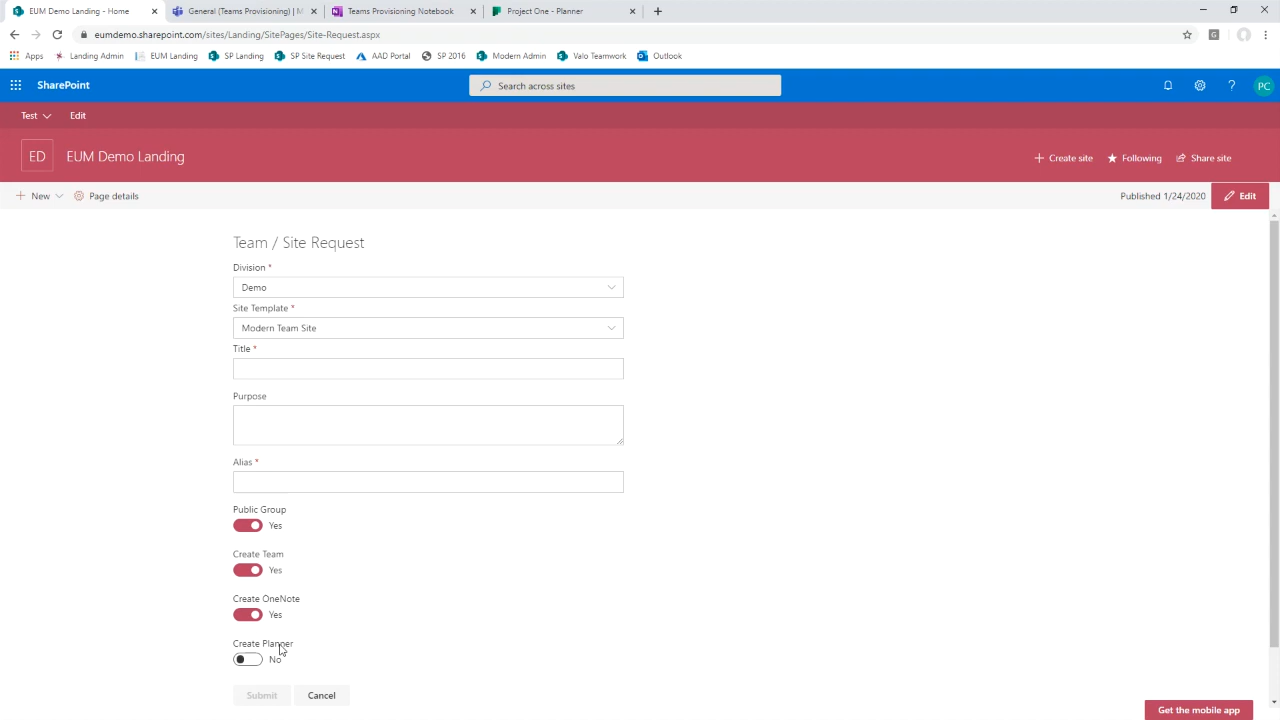 EUM Demo Landing - Home
General (Teams Provisioning) | M
Teams Provisioning Notebook
Project One - Planner
eumdemo.sharepoint.com/sites/Landing/SitePages/Site-Request.aspx
Apps
Landing Admin
EUM Landing
SP Landing
SP Site Request
AAD Portal
SP 2016
Modern Admin
Valo Teamwork
Outlook
SharePoint
Search across sites
PC
Test
Edit
ED
EUM Demo Landing
Create site
Following
Share site
New
Page details
Published 1/24/2020
Edit
Team / Site Request
Division *
Demo
Site Template *
Modern Team Site
Title *
Purpose
Alias *
Public Group
Yes
Create Team
Yes
Create OneNote
Yes
Create Planner
No
Submit
Cancel
Get the mobile app